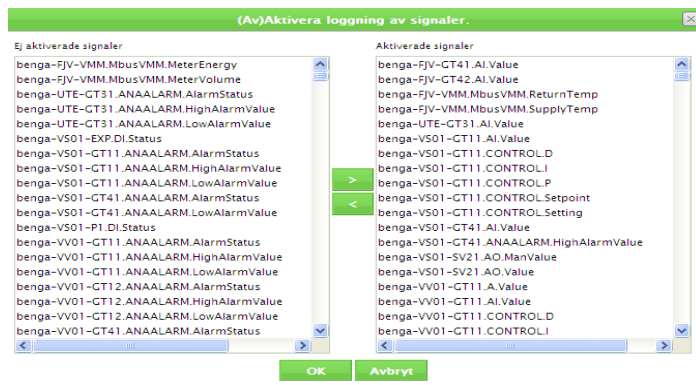 (Av)Aktivera loggning av signaler.
Ej aktiverade signaler
benga-FJV-VMM.MbusVMM.MeterEnergy
benga-FJV-VMM.MbusVMM.MeterVolume
benga-UTE-GT31.ANAALARM.AlarmStatus
benga-UTE-GT31.ANAALARM.HighAlarmValue
benga-UTE-GT31.ANAALARM.LowAlarmValue
benga-VS01-EXP.DI.Status
benga-VS01-GT11.ANAALARM.AlarmStatus
benga-VS01-GT11.ANAALARM.HighAlarmValue
benga-VS01-GT11.ANAALARM.LowAlarmValue
benga-VS01-GT41.ANAALARM.AlarmStatus
benga-VS01-GT41.ANAALARM.LowAlarmValue
benga-VS01-P1.DI.Status
benga-VV01-GT11.ANAALARM.AlarmStatus
benga-VV01-GT11.ANAALARM.HighAlarmValue
benga-VV01-GT11.ANAALARM.LowAlarmValue
benga-VV01-GT12.ANAALARM.AlarmStatus
benga-VV01-GT12.ANAALARM.HighAlarmValue
benga-VV01-GT12.ANAALARM.LowAlarmValue
benga-VV01-GT41.ANAALARM.AlarmStatus
>
<
Aktiverade signaler
benga-FJV-GT41.AI.Value
benga-FJV-GT42.AI.Value
benga-FJV-VMM.MbusVMM.ReturnTemp
benga-FJV-VMM.MbusVMM.SupplyTemp
benga-UTE-GT31.AI.Value
benga-VS01-GT11.AI.Value
benga-VS01-GT11.CONTROL.D
benga-VS01-GT11.CONTROL.I
benga-VS01-GT11.CONTROL.P
benga-VS01-GT11.CONTROL.Setpoint
benga-VS01-GT11.CONTROL.Setting
benga-VS01-GT41.AI.Value
benga-VS01-GT41.ANAALARM.HighAlarmValue
benga-VS01-SV21.AO.ManValue
benga-VS01-SV21.AO.Value
benga-VV01-GT11.A.Value
benga-VV01-GT11.AI.Value
benga-VV01-GT11.CONTROL.D
benga-VV01-GT11.CONTROL.I
OK
Avbryt